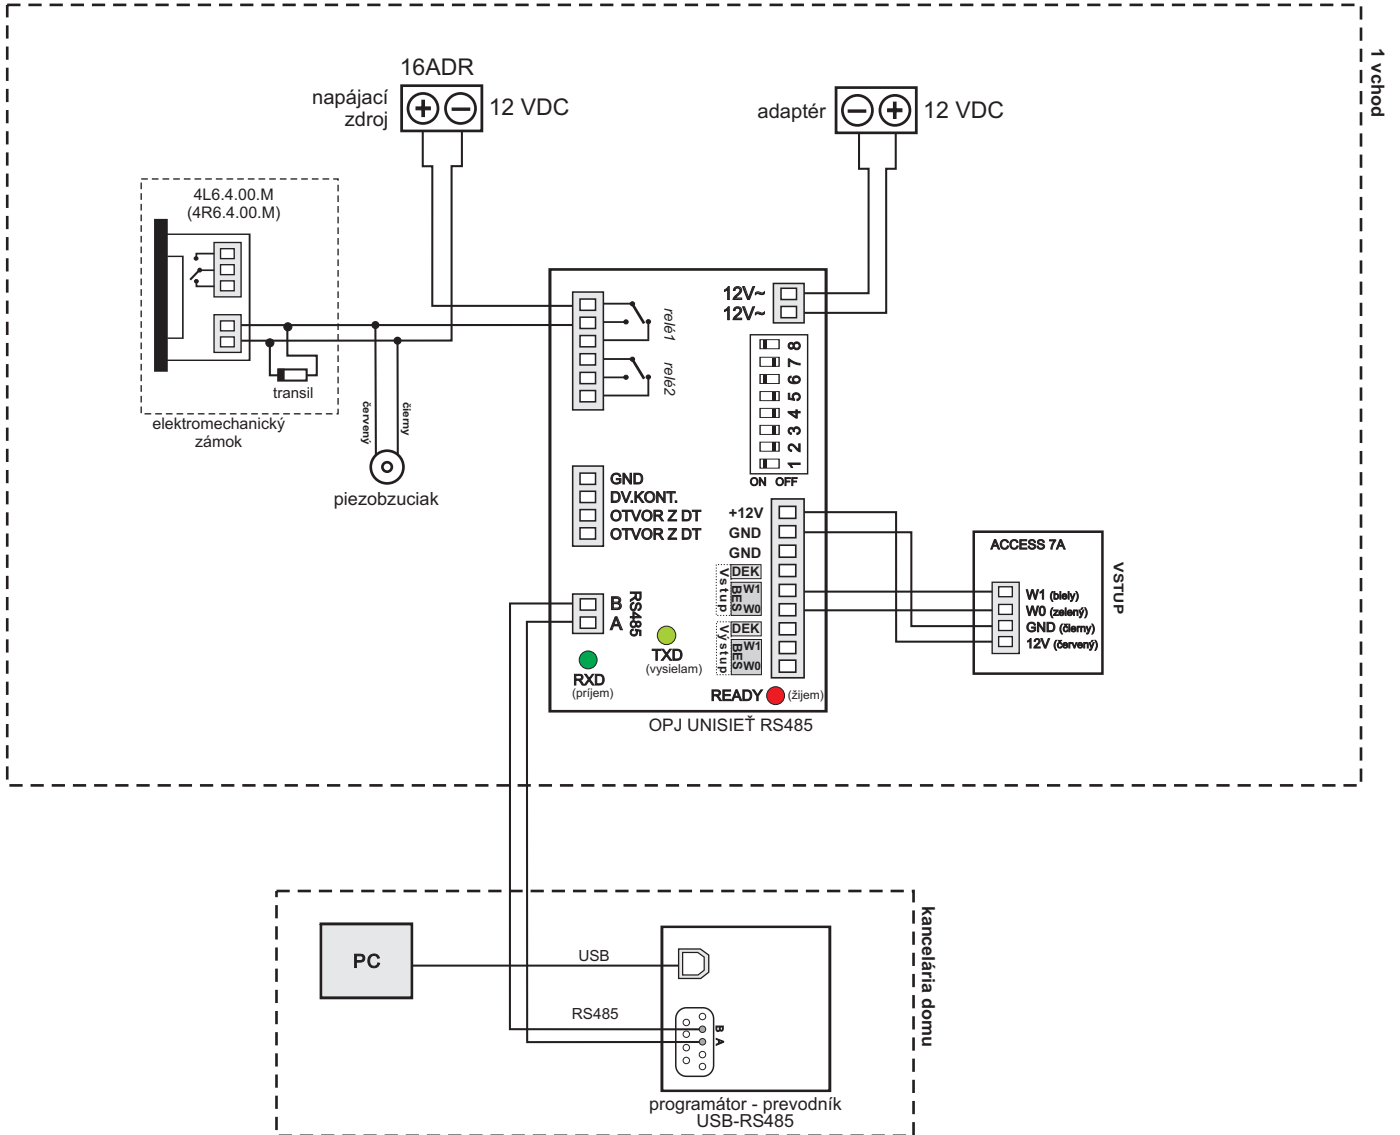 1 vchod
16ADR
napájací
zdroj
12 VDC
adaptér
12 VDC
4L6.4.00.M
(4R6.4.00.M)
transil
elektromechanický
zámok
červený
čierny
piezobzuciak
relé1
relé2
12V~
12V~
8
7
6
5
4
3
2
1
ON OFF
GND
DV.KONT.
OTVOR Z DT
OTVOR Z DT
+12V
GND
GND
Vstup
DEK
BES
W1
W0
Výstup
DEK
BES
W1
W0
B
A
RS485
TXD
(vysielam)
RXD
(príjem)
READY
(žijem)
OPJ UNISIEŤ RS485
ACCESS 7A
W1 (biely)
W0 (zelený)
GND (čierny)
12V (červený)
VSTUP
kancelária domu
PC
USB
RS485
B
A
programátor - prevodník
USB-RS485